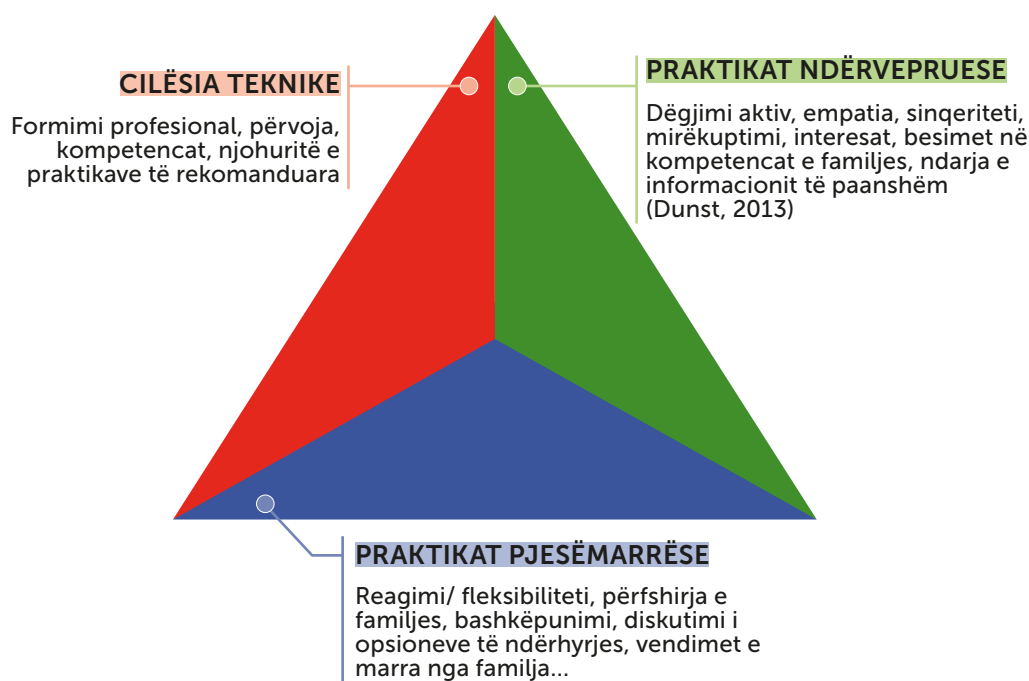 CILËSIA TEKNIKE
Formimi profesional, përvoja,
kompetencat, njohuritë e
praktikave të rekomanduara
PRAKTIKAT NDËRVEPRUESE
Dëgjimi aktiv, empatia, sinqeriteti,
mirëkuptimi, interesat, besimet në
kompetencat e familjes, ndarja e
informacionit të paanshëm
(Dunst, 2013)
PRAKTIKAT PJESËMARRËSE
Reagimi/ fleksibiliteti, përfshirja e
familjes, bashkëpunimi, diskutimi i
opsioneve të ndërhyrjes, vendimet e
marra nga familja...